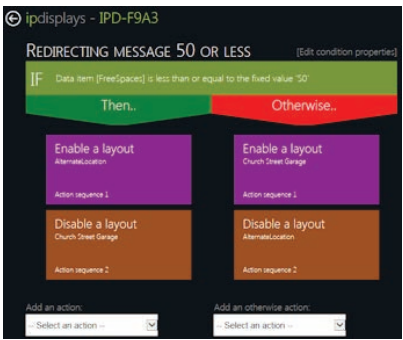 ipdisplays - IPD-F9A3
REDIRECTING MESSAGE 50 OR LESS
[Edit condition properties]
IF Data Item [FreeSpaces] is less than or equal to the fixed value '50'
Then.. Otherwise..
Enable a layout
AlternateLocation
Action sequence 1
Enable a layout
Church Street Garage
Action sequence 1
Disable a layout
Church Street Garage
Action sequence 2
Disable a layout
AlternateLocation
Action sequence 2
Add an action:
-- Select an action --
Add an otherwise action:
-- Select an action --